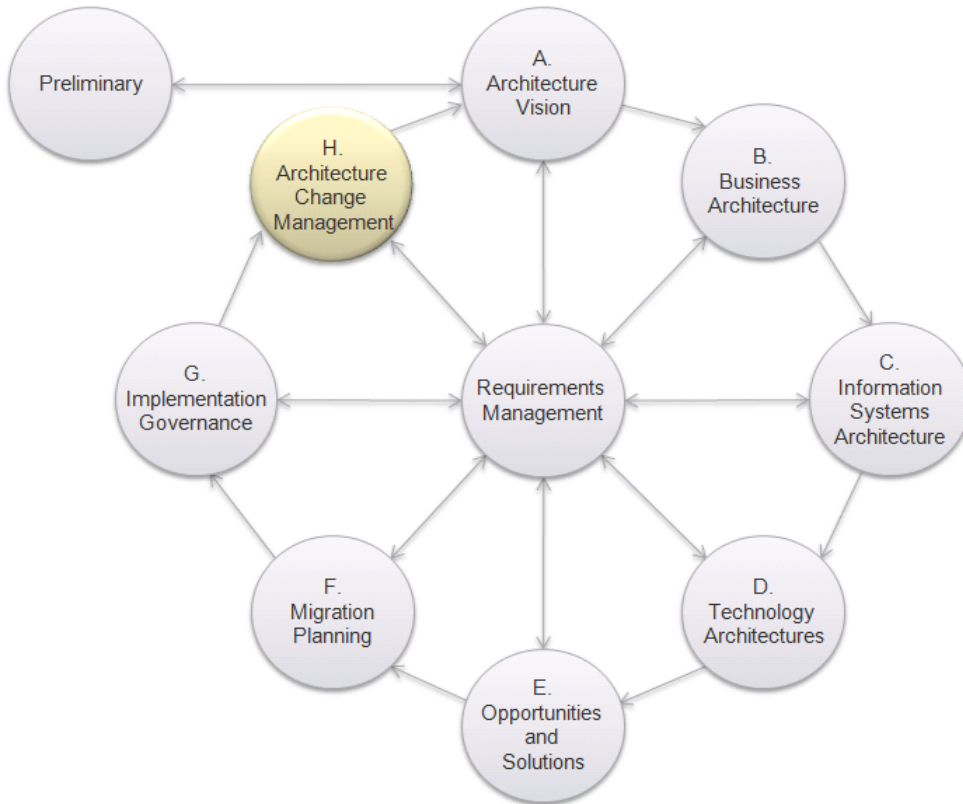 Preliminary
A.
Architecture
Vision
H.
Architecture
Change
Management
B.
Business
Architecture
G.
Implementation
Governance
Requirements
Management
C.
Information
Systems
Architecture
F.
Migration
Planning
D.
Technology
Architectures
E.
Opportunities
and
Solutions